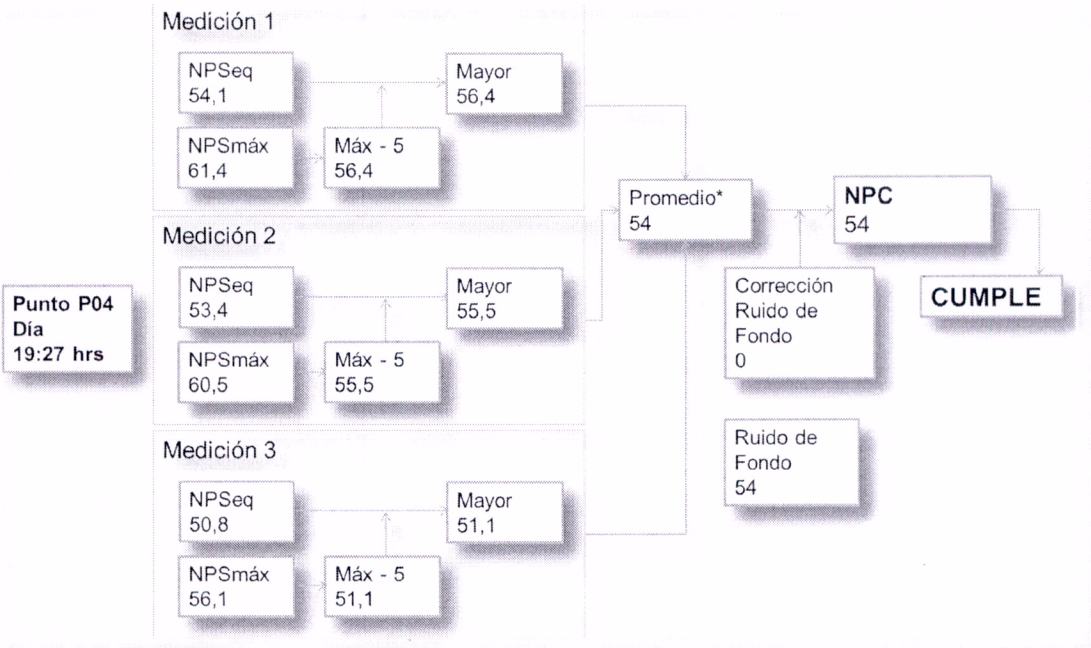 Medición 1
NPSeq
54,1
Mayor
56,4
NPSmáx
61,4
Máx - 5
56,4
Medición 2
NPSeq
53,4
Mayor
55,5
NPSmáx
60,5
Máx - 5
55,5
Medición 3
NPSeq
50,8
Mayor
51,1
NPSmáx
56,1
Máx - 5
51,1
Punto P04
Día
19:27 hrs
Promedio*
54
NPC
54
Corrección
Ruido de
Fondo
0
Ruido de
Fondo
54
CUMPLE